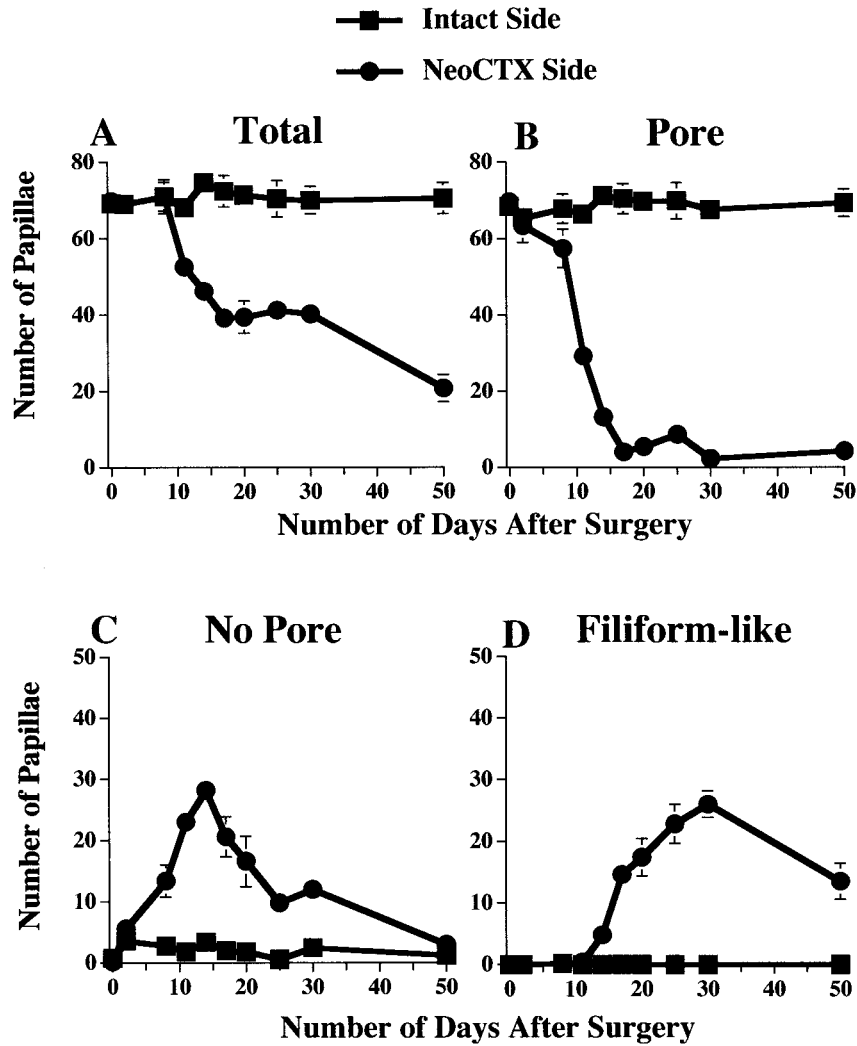 Intact Side
NeoCTX Side
A Total
B Pore
Number of Papillae
80
60
40
20
0
0 10 20 30 40 50
80
60
40
20
0
0 10 20 30 40 50
Number of Days After Surgery
C No Pore
D Filiform-like
Number of Papillae
50
40
30
20
10
0
0 10 20 30 40 50
50
40
30
20
10
0
0 10 20 30 40 50
Number of Days After Surgery